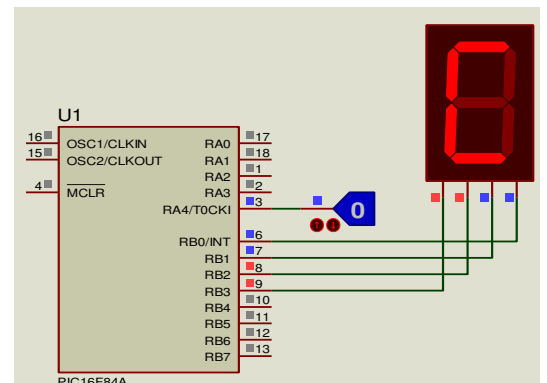 U1
16 OSC1/CLKIN RA0 17
15 OSC2/CLKOUT RA1 18
RA2 1
4 MCLR RA3 2
RA4/T0CKI 3 0
RB0/INT 6
RB1 7
RB2 8
RB3 9
RB4 10
RB5 11
RB6 12
RB7 13
PIC16F84A